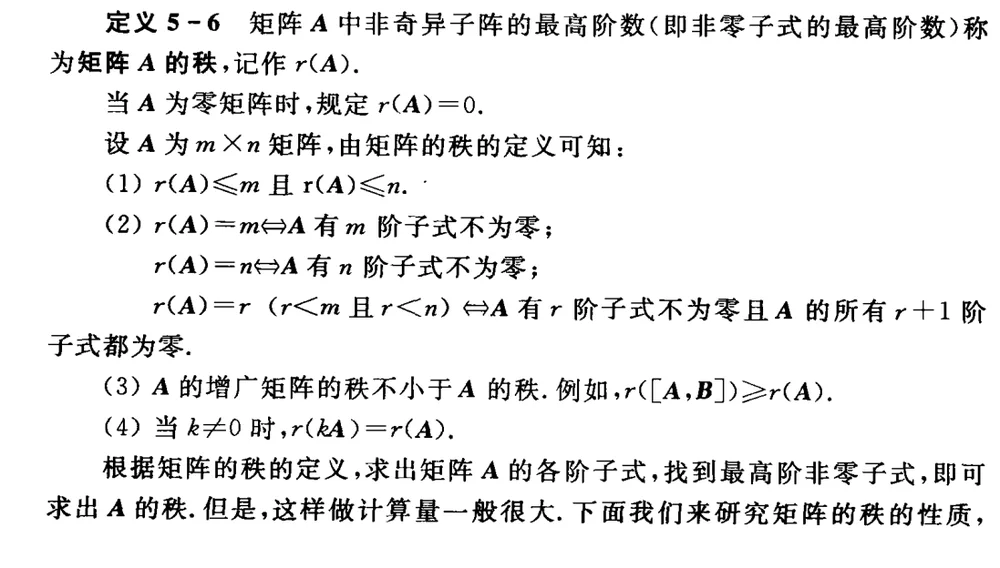 定义 5-6 矩阵 A 中非奇异子阵的最高阶数(即非零子式的最高阶数)称
为矩阵 A 的秩,记作 r(A).
当 A 为零矩阵时,规定 r(A)=0.
设 A 为 m×n 矩阵,由矩阵的秩的定义可知:
(1) r(A)≤m 且 r(A)≤n.
(2) r(A)=m⇔A 有 m 阶子式不为零;
r(A)=n⇔A 有 n 阶子式不为零;
r(A)=r (r<m 且 r<n) ⇔A 有 r 阶子式不为零且 A 的所有 r+1 阶
子式都为零.
(3) A 的增广矩阵的秩不小于 A 的秩. 例如,r([A,B])≥r(A).
(4) 当 k≠0 时,r(kA)=r(A).
根据矩阵的秩的定义,求出矩阵 A 的各阶子式,找到最高阶非零子式,即可
求出 A 的秩. 但是,这样做计算量一般很大. 下面我们来研究矩阵的秩的性质,